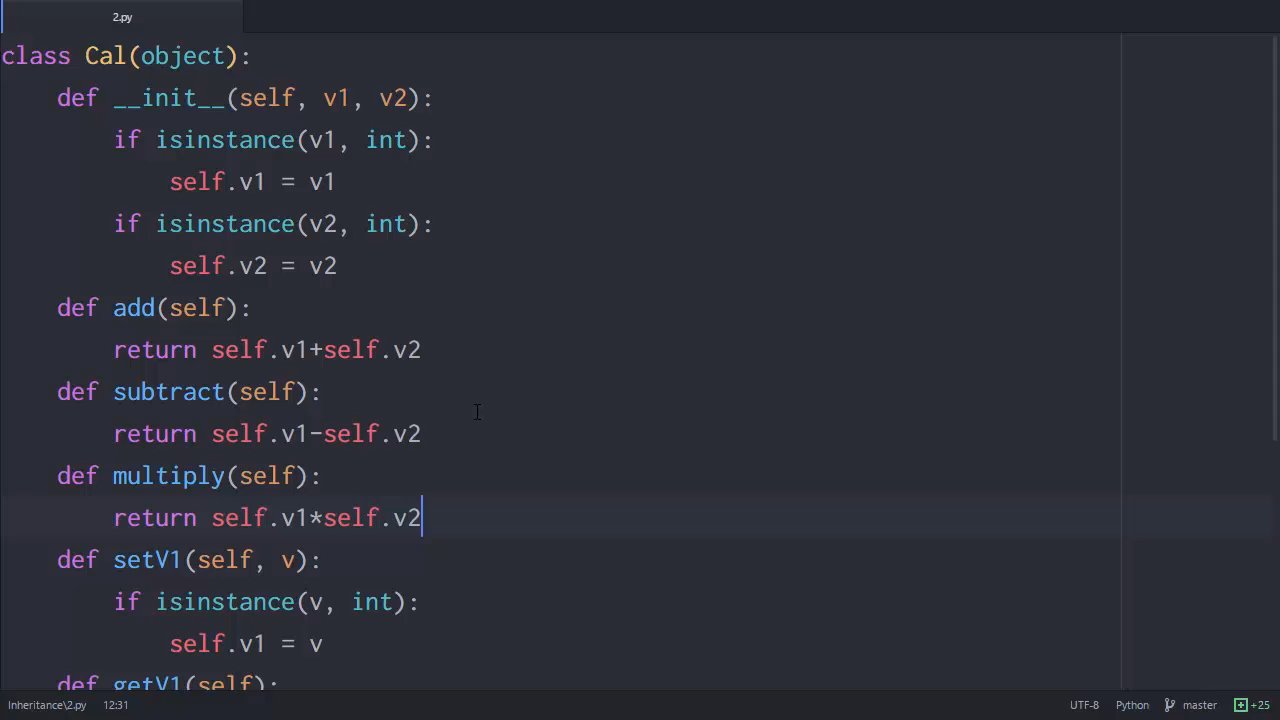 2.py
class Cal(object):
    def __init__(self, v1, v2):
        if isinstance(v1, int):
            self.v1 = v1
        if isinstance(v2, int):
            self.v2 = v2
    def add(self):
        return self.v1+self.v2
    def subtract(self):
        return self.v1-self.v2
    def multiply(self):
        return self.v1*self.v2
    def setV1(self, v):
        if isinstance(v, int):
            self.v1 = v
    def getV1(self):
Inheritance\2.py 12:31 UTF-8 Python master +25